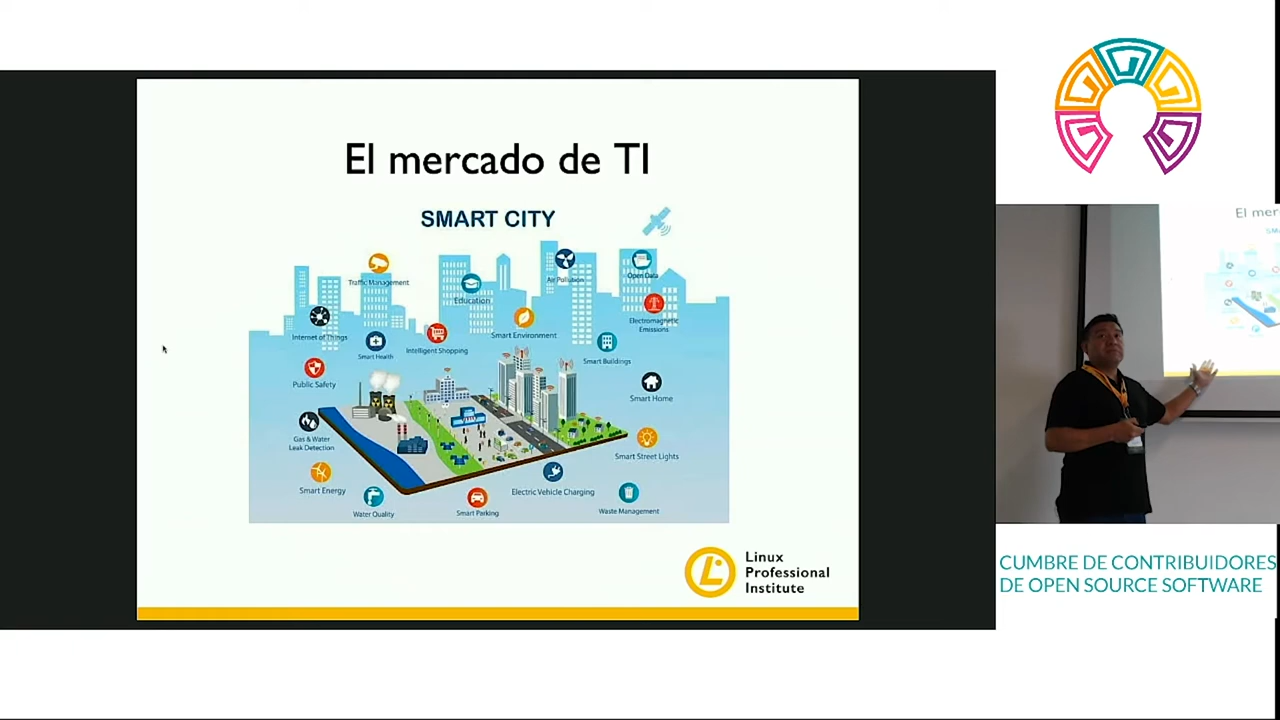 El mercado de TI
SMART CITY
Traffic Management
Education
Air Pollution
Open Data
Internet of Things
Smart Health
Intelligent Shopping
Smart Environment
Electromagnetic
Emissions
Smart Buildings
Public Safety
Smart Home
Gas & Water
Leak Detection
Smart Street Lights
Smart Energy
Water Quality
Smart Parking
Electric Vehicle Charging
Waste Management
Linux
Professional
Institute
El mer
CUMBRE DE CONTRIBUIDORES
DE OPEN SOURCE SOFTWARE